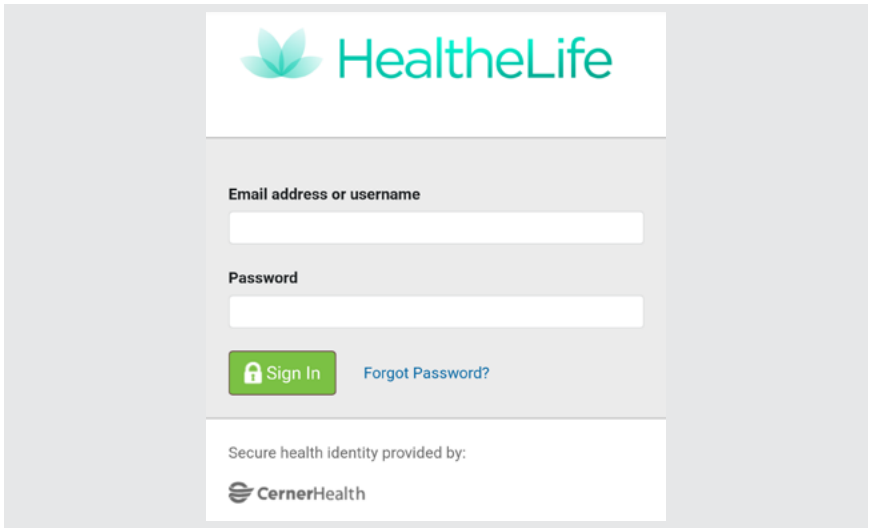 HealtheLife
Email address or username
Password
Sign In
Forgot Password?
Secure health identity provided by:
CernerHealth